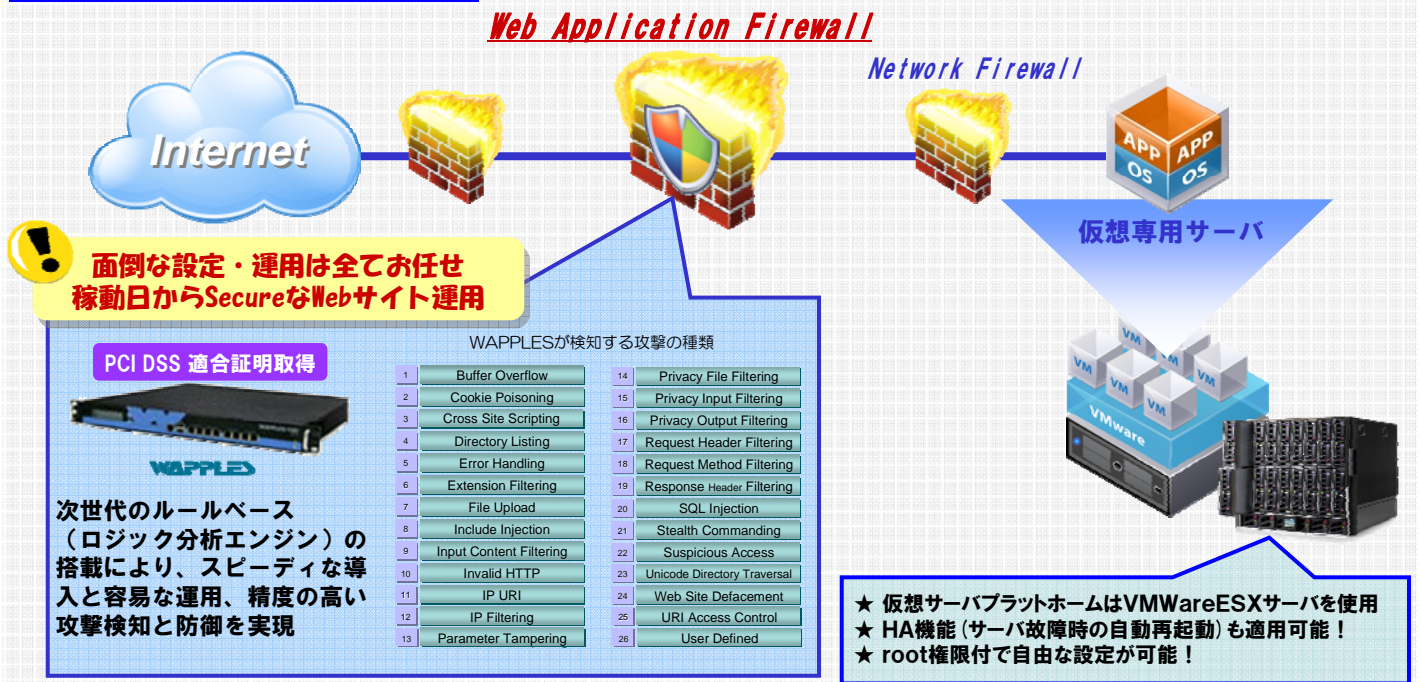 Web Application Firewall
Network Firewall
Internet
APP
APP
OS
OS
仮想専用サーバ
面倒な設定・運用は全てお任せ
稼動日からSecureなWebサイト運用
PCI DSS 適合証明取得
WAPPLES
次世代のルールベース
(ロジック分析エンジン)の
搭載により、スピーディな導
入と容易な運用、精度の高い
攻撃検知と防御を実現
WAPPLESが検知する攻撃の種類
1 Buffer Overflow
2 Cookie Poisoning
3 Cross Site Scripting
4 Directory Listing
5 Error Handling
6 Extension Filtering
7 File Upload
8 Include Injection
9 Input Content Filtering
10 Invalid HTTP
11 IP URI
12 IP Filtering
13 Parameter Tampering
14 Privacy File Filtering
15 Privacy Input Filtering
16 Privacy Output Filtering
17 Request Header Filtering
18 Request Method Filtering
19 Response Header Filtering
20 SQL Injection
21 Stealth Commanding
22 Suspicious Access
23 Unicode Directory Traversal
24 Web Site Defacement
25 URI Access Control
26 User Defined
VM
VM
VM
VM
VM
VM
VMware
★ 仮想サーバプラットホームはVMWareESXサーバを使用
★ HA機能(サーバ故障時の自動再起動)も適用可能！
★ root権限付で自由な設定が可能！